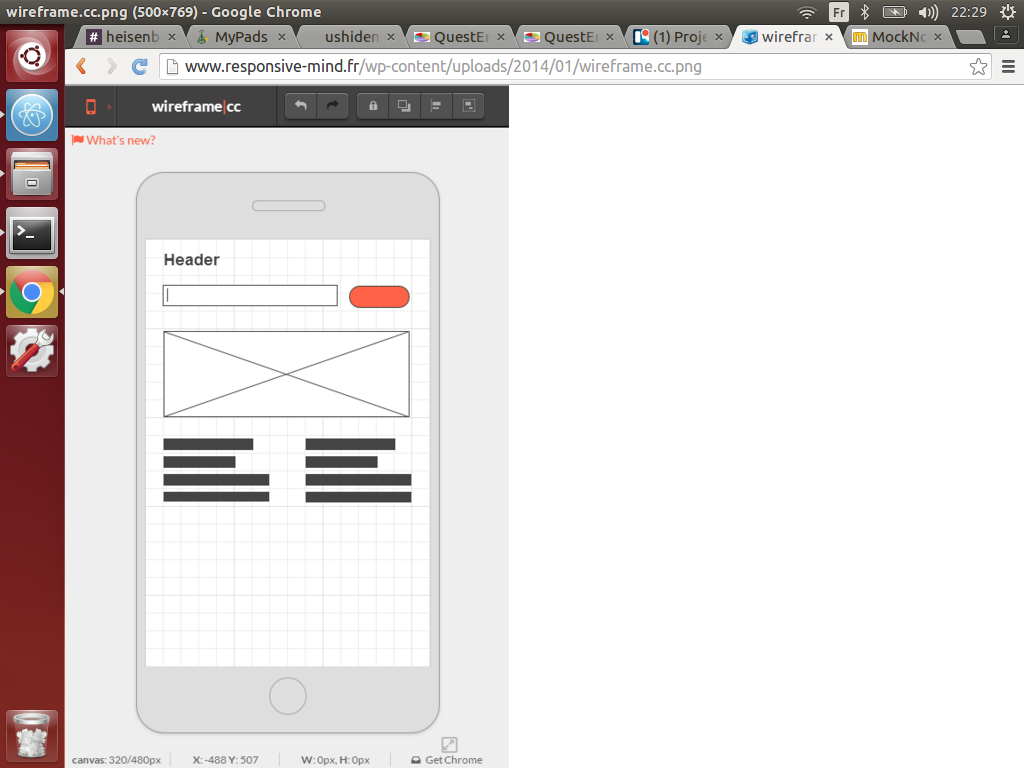 wireframe.cc.png (500×769) - Google Chrome
Fr
22:29
# heisenb
MyPads
ushiden
QuestEr
QuestEr
(1) Proje
wirefram
MockNo
www.responsive-mind.fr/wp-content/uploads/2014/01/wireframe.cc.png
wireframe|cc
What's new?
Header
canvas: 320/480px
X: -488 Y: 507
W: 0px, H: 0px
Get Chrome